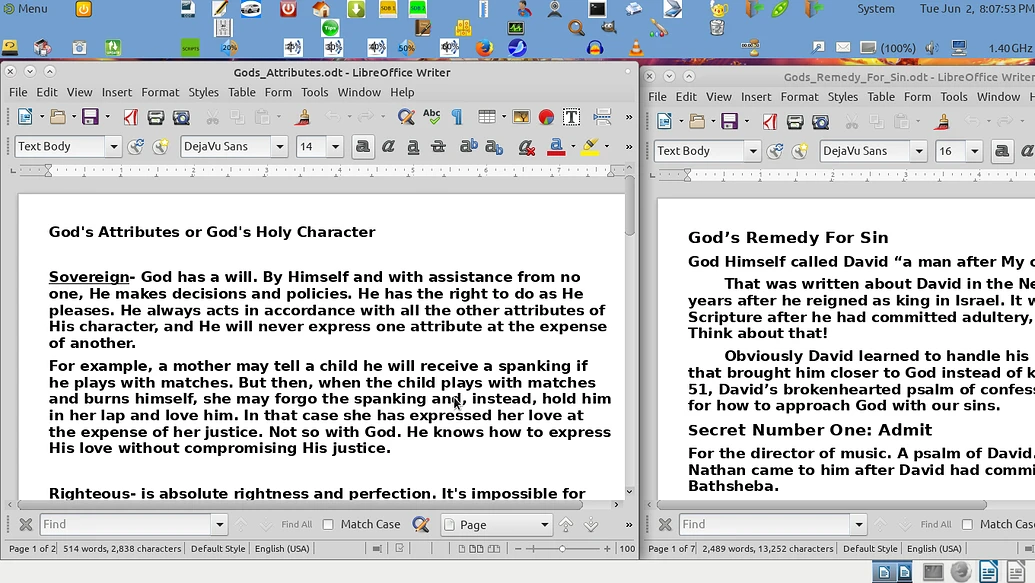 Menu
SOB 1
SOB 2
System
Tue Jun 2, 8:07:53 PM
Tips
SCRIPTS
20%
50%
(100%)
1.40 GHz
Gods_Attributes.odt - LibreOffice Writer
File Edit View Insert Format Styles Table Form Tools Window Help
Text Body
DejaVu Sans
14
God's Attributes or God's Holy Character
Sovereign- God has a will. By Himself and with assistance from no
one, He makes decisions and policies. He has the right to do as He
pleases. He always acts in accordance with all the other attributes of
His character, and He will never express one attribute at the expense
of another.
For example, a mother may tell a child he will receive a spanking if
he plays with matches. But then, when the child plays with matches
and burns himself, she may forgo the spanking and, instead, hold him
in her lap and love him. In that case she has expressed her love at
the expense of her justice. Not so with God. He knows how to express
His love without compromising His justice.
Righteous- is absolute rightness and perfection. It's impossible for
Find
Find All
Match Case
Page
Page 1 of 2
514 words, 2,838 characters
Default Style
English (USA)
100
Gods_Remedy_For_Sin.odt - LibreOffice Writer
File Edit View Insert Format Styles Table Form Tools Window H
Text Body
DejaVu Sans
16
God’s Remedy For Sin
God Himself called David “a man after My o
That was written about David in the Ne
years after he reigned as king in Israel. It w
Scripture after he had committed adultery,
Think about that!
Obviously David learned to handle his
that brought him closer to God instead of k
51, David’s brokenhearted psalm of confes
for how to approach God with our sins.
Secret Number One: Admit
For the director of music. A psalm of David.
Nathan came to him after David had commi
Bathsheba.
Find
Find All
Match Cas
Page 1 of 7
2,489 words, 13,252 characters
Default Style
English (USA)